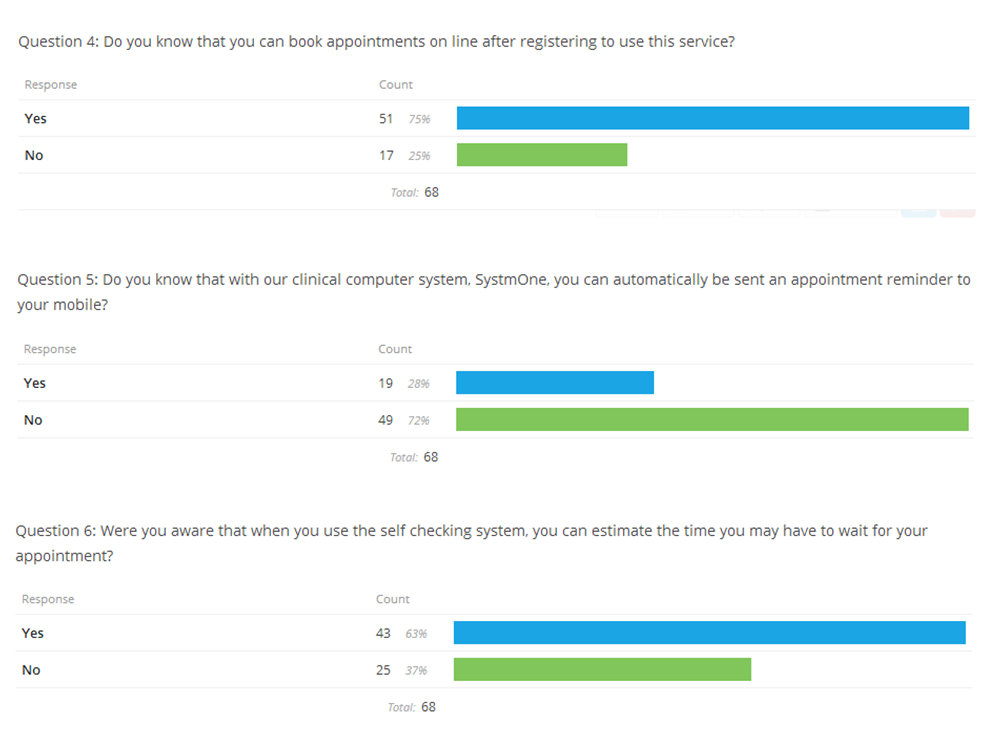 Question 4: Do you know that you can book appointments on line after registering to use this service?
Response Count
Yes 51 75%
No 17 25%
Total: 68
Question 5: Do you know that with our clinical computer system, SystmOne, you can automatically be sent an appointment reminder to
your mobile?
Response Count
Yes 19 28%
No 49 72%
Total: 68
Question 6: Were you aware that when you use the self checking system, you can estimate the time you may have to wait for your
appointment?
Response Count
Yes 43 63%
No 25 37%
Total: 68